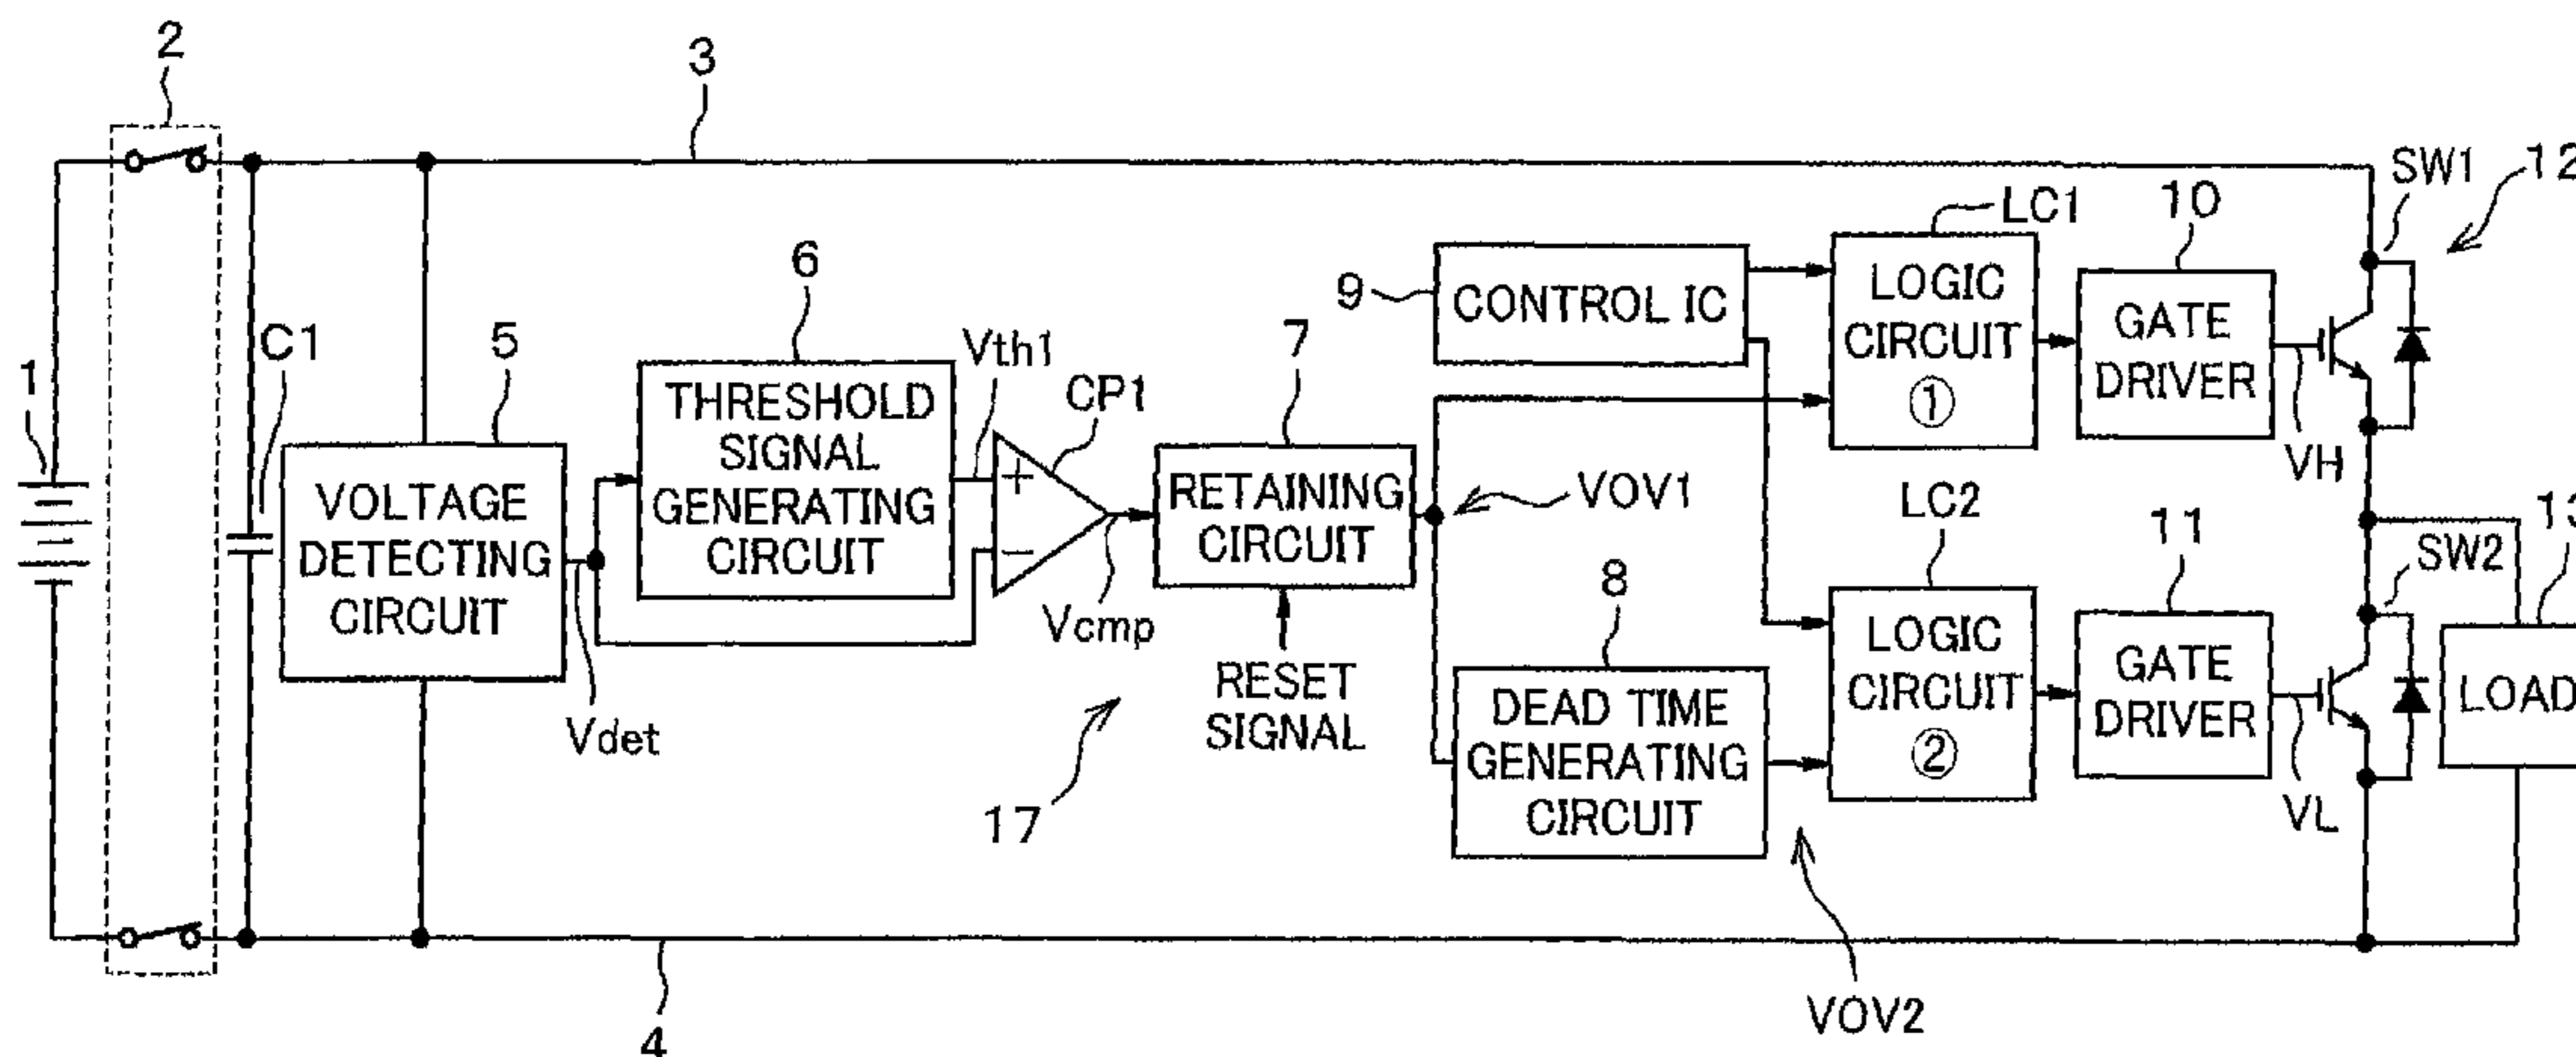 2
3
SW1
12
LC1
10
6
9
CONTROL IC
LOGIC
CIRCUIT
①
GATE
DRIVER
C1
5
Vth1
7
1
THRESHOLD
SIGNAL
GENERATING
CIRCUIT
CP1
+
−
VH
VOLTAGE
DETECTING
CIRCUIT
RETAINING
CIRCUIT
VOV1
LC2
11
13
SW2
8
Vcmp
LOGIC
CIRCUIT
②
GATE
DRIVER
LOAD
RESET
SIGNAL
DEAD TIME
GENERATING
CIRCUIT
Vdet
17
VL
VOV2
4